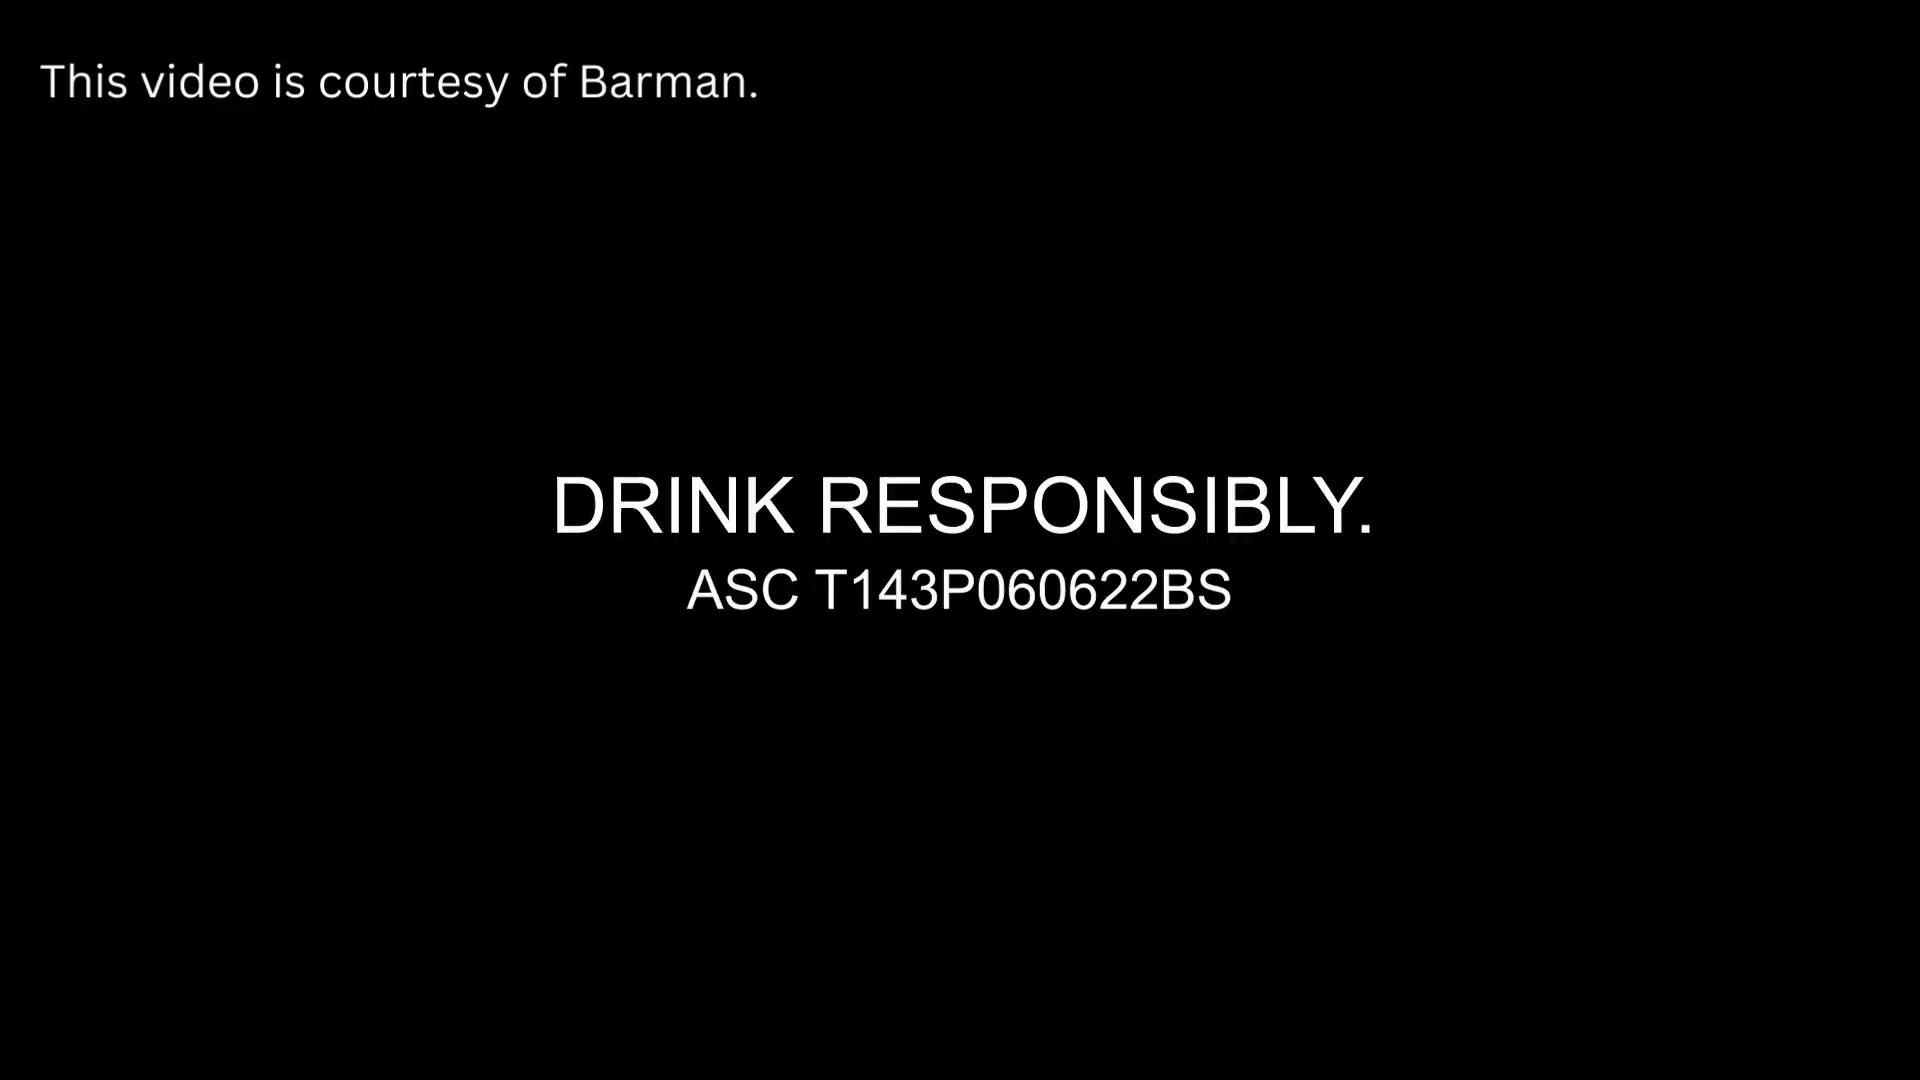 This video is courtesy of Barman.
DRINK RESPONSIBLY.
ASC T143P060622BS